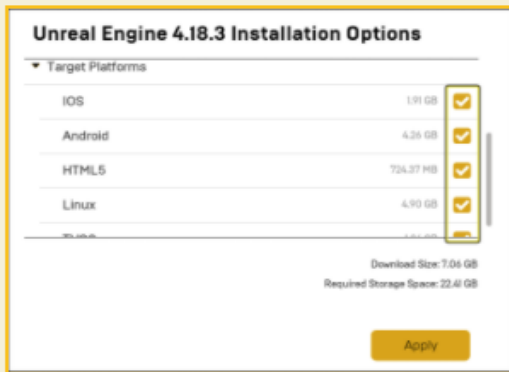 Unreal Engine 4.18.3 Installation Options
Target Platforms
IOS 1.91 GB
Android 4.26 GB
HTML5 724.37 MB
Linux 4.90 GB
Download Size: 7.06 GB
Required Storage Space: 22.41 GB
Apply